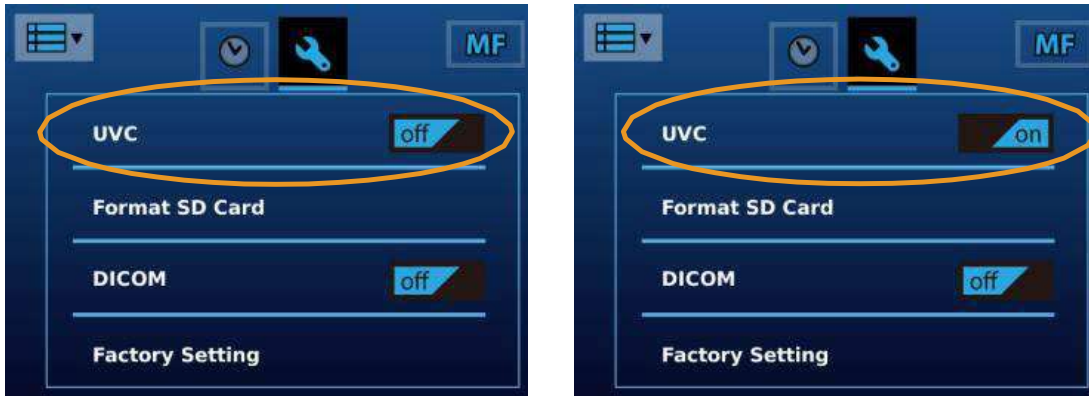 MF
UVC off
Format SD Card
DICOM off
Factory Setting
MF
UVC on
Format SD Card
DICOM off
Factory Setting